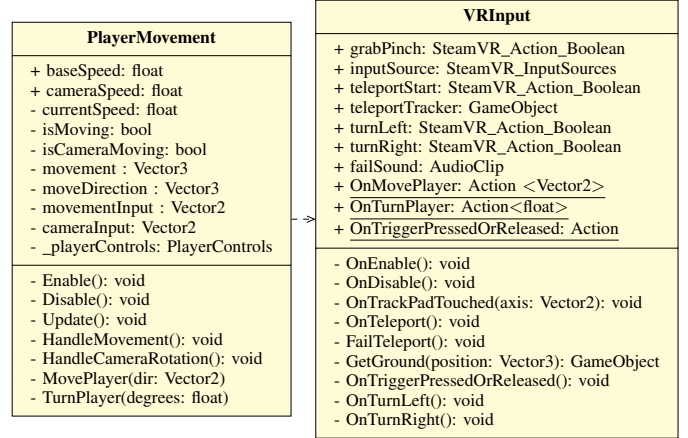 PlayerMovement
+ baseSpeed: float
+ cameraSpeed: float
- currentSpeed: float
- isMoving: bool
- isCameraMoving: bool
- movement : Vector3
- moveDirection : Vector3
- movementInput : Vector2
- cameraInput: Vector2
- _playerControls: PlayerControls
- Enable(): void
- Disable(): void
- Update(): void
- HandleMovement(): void
- HandleCameraRotation(): void
- MovePlayer(dir: Vector2)
- TurnPlayer(degrees: float)
VRInput
+ grabPinch: SteamVR_Action_Boolean
+ inputSource: SteamVR_InputSources
+ teleportStart: SteamVR_Action_Boolean
+ teleportTracker: GameObject
+ turnLeft: SteamVR_Action_Boolean
+ turnRight: SteamVR_Action_Boolean
+ failSound: AudioClip
+ OnMovePlayer: Action <Vector2>
+ OnTurnPlayer: Action<float>
+ OnTriggerPressedOrReleased: Action
- OnEnable(): void
- OnDisable(): void
- OnTrackPadTouched(axis: Vector2): void
- OnTeleport(): void
- FailTeleport(): void
- GetGround(position: Vector3): GameObject
- OnTriggerPressedOrReleased(): void
- OnTurnLeft(): void
- OnTurnRight(): void